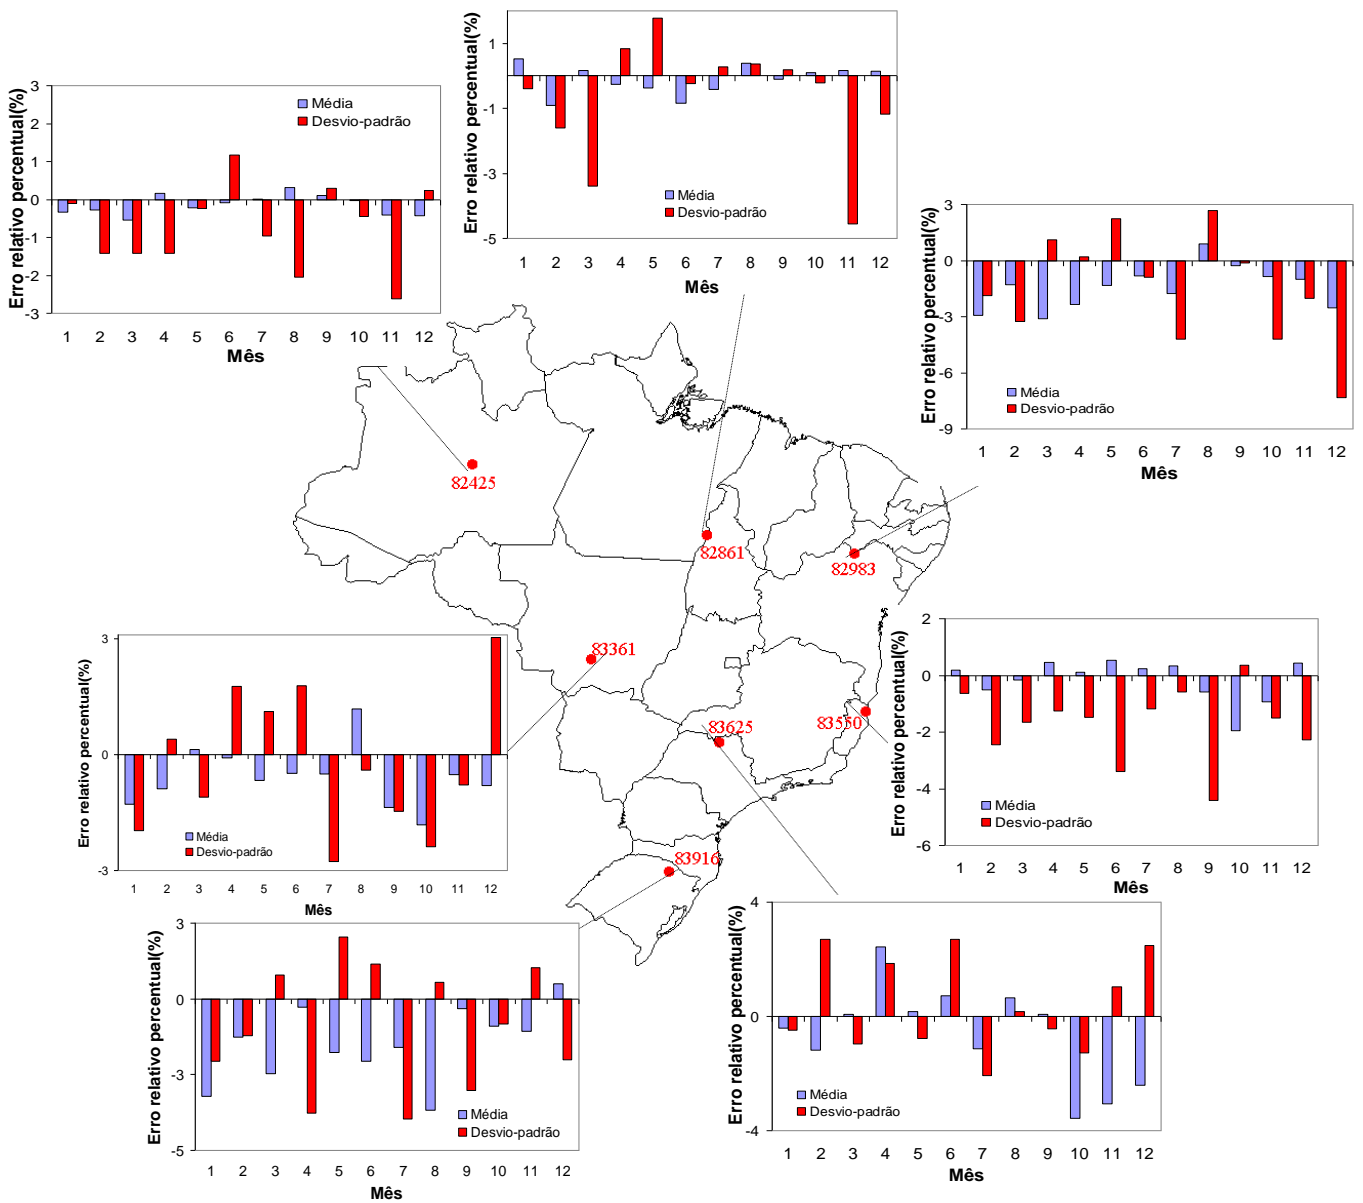 1
-1
-3
-5
Erro relativo percentual(%)
Média
Desvio-padrão
1 2 3 4 5 6 7 8 9 10 11 12
Mês
3
2
1
0
-1
-2
-3
Erro relativo percentual(%)
Média
Desvio-padrão
1 2 3 4 5 6 7 8 9 10 11 12
Mês
3
0
-3
-6
-9
Erro relativo percentual(%)
Média
Desvio-padrão
1 2 3 4 5 6 7 8 9 10 11 12
82425
82861
82983
83361
83625
83550
83916
2
0
-2
-4
-6
Erro relativo percentual(%)
Média
Desvio-padrão
1 2 3 4 5 6 7 8 9 10 11 12
3
0
-3
Erro relativo percentual(%)
Média
Desvio-padrão
1 2 3 4 5 6 7 8 9 10 11 12
Mês
3
0
-3
-5
Erro relativo percentual(%)
Média
Desvio-padrão
1 2 3 4 5 6 7 8 9 10 11 12
Mês
4
0
-4
Erro relativo percentual(%)
Média
Desvio-padrão
1 2 3 4 5 6 7 8 9 10 11 12
Mês